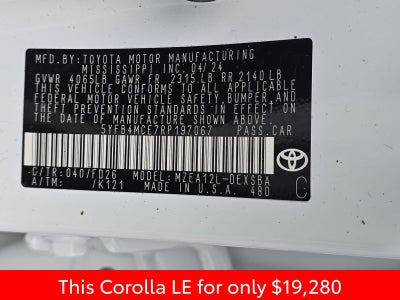 MFD.BY:TOYOTA MOTOR MANUFACTURING
MISSISSIPPI INC. 04/24
GVWR 4065LB GAWR FR 2315LB RR 2140LB
THIS VEHICLE CONFORMS TO ALL APPLICABLE
FEDERAL MOTOR VEHICLE SAFETY, BUMPER, AND
THEFT PREVENTION STANDARDS IN EFFECT ON THE
DATE OF MANUFACTURE SHOWN ABOVE.
5YFB4MCE7RP197067 PASS.CAR
C/TR:040/FD26 MODEL:MZEA12L-DEXSBA
A/TM: /K121 MADE IN U.S.A. 480
C
TOYOTA
This Corolla LE for only $19,280